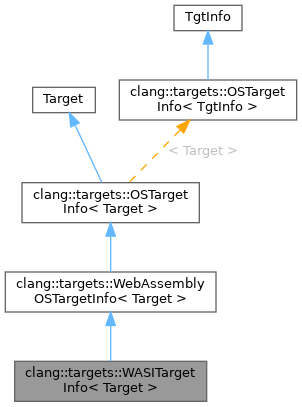 TgtInfo
clang::targets::OSTarget
Info< TgtInfo >
Target
< Target >
clang::targets::OSTarget
Info< Target >
clang::targets::WebAssembly
OSTargetInfo< Target >
clang::targets::WASITarget
Info< Target >